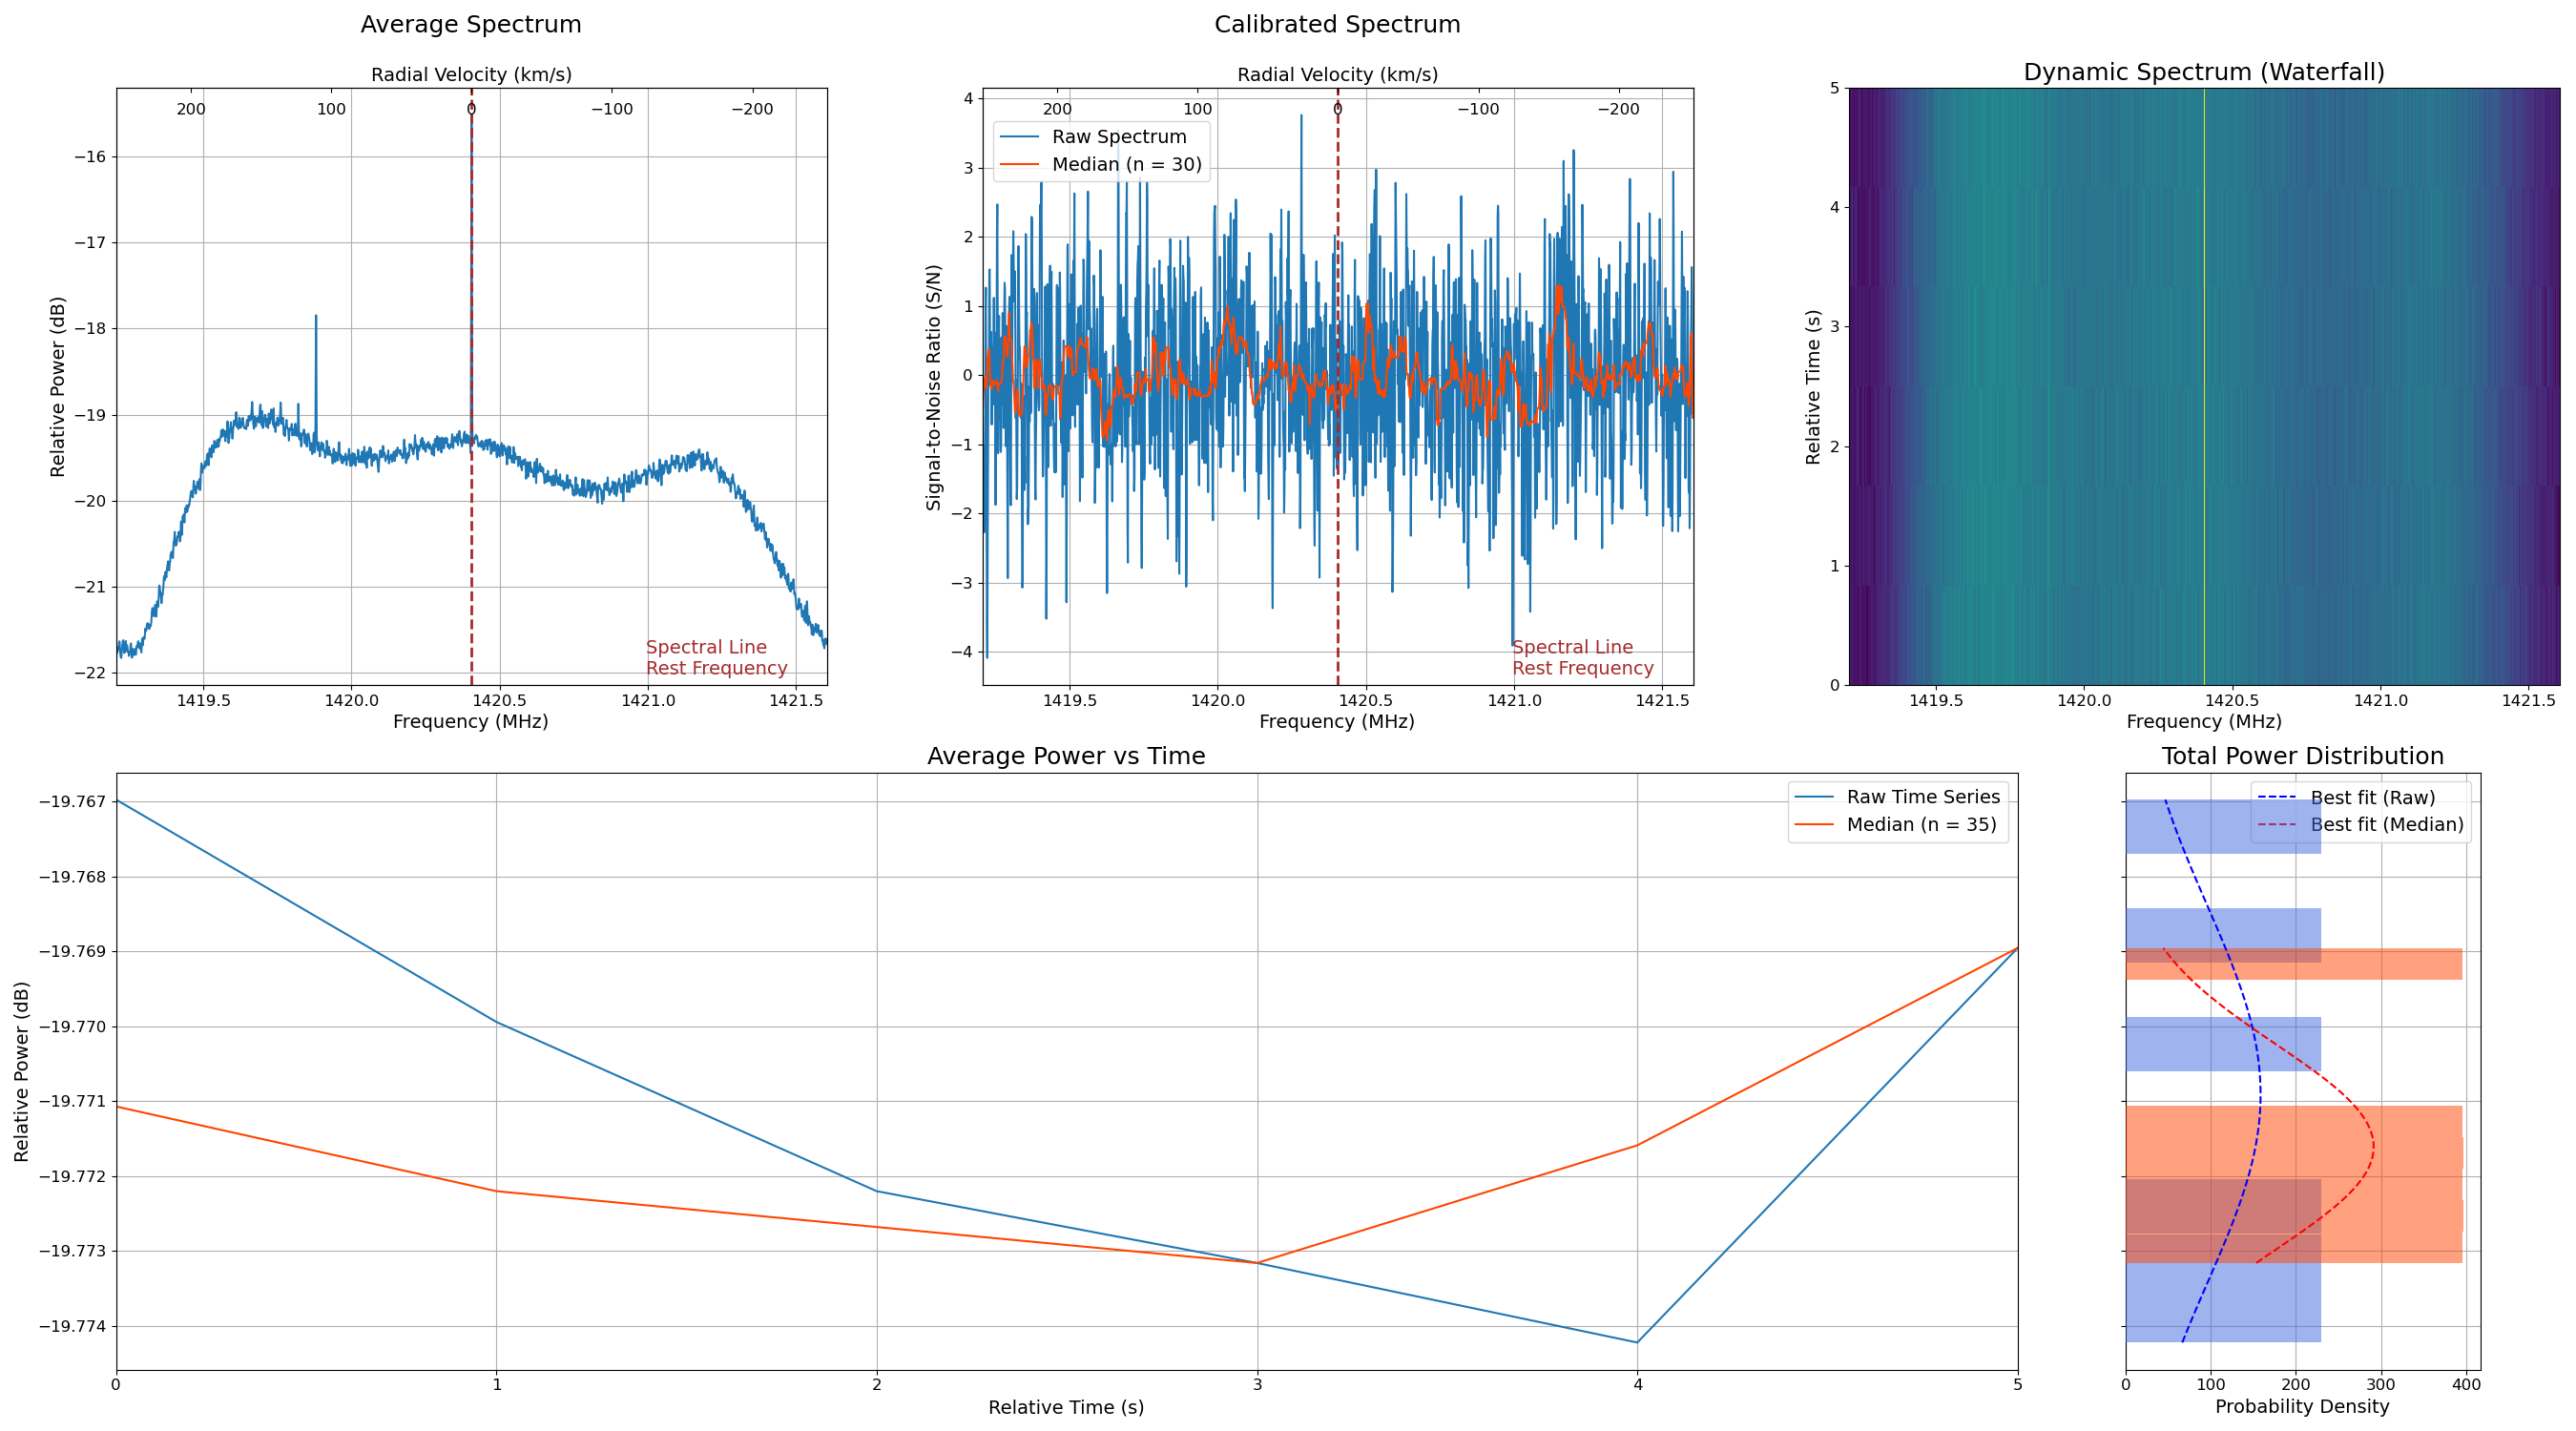 Average Spectrum
Radial Velocity (km/s)
200 100 0 −100 −200
−16
−17
−18
−19
−20
−21
−22
Relative Power (dB)
Spectral Line
Rest Frequency
1419.5 1420.0 1420.5 1421.0 1421.5
Frequency (MHz)
Calibrated Spectrum
Radial Velocity (km/s)
200 100 0 −100 −200
Raw Spectrum
Median (n = 30)
4
3
2
1
0
−1
−2
−3
−4
Signal-to-Noise Ratio (S/N)
Spectral Line
Rest Frequency
1419.5 1420.0 1420.5 1421.0 1421.5
Frequency (MHz)
Dynamic Spectrum (Waterfall)
5
4
3
2
1
0
Relative Time (s)
1419.5 1420.0 1420.5 1421.0 1421.5
Frequency (MHz)
Average Power vs Time
Raw Time Series
Median (n = 35)
−19.767
−19.768
−19.769
−19.770
−19.771
−19.772
−19.773
−19.774
Relative Power (dB)
0 1 2 3 4 5
Relative Time (s)
Total Power Distribution
Best fit (Raw)
Best fit (Median)
0 100 200 300 400
Probability Density